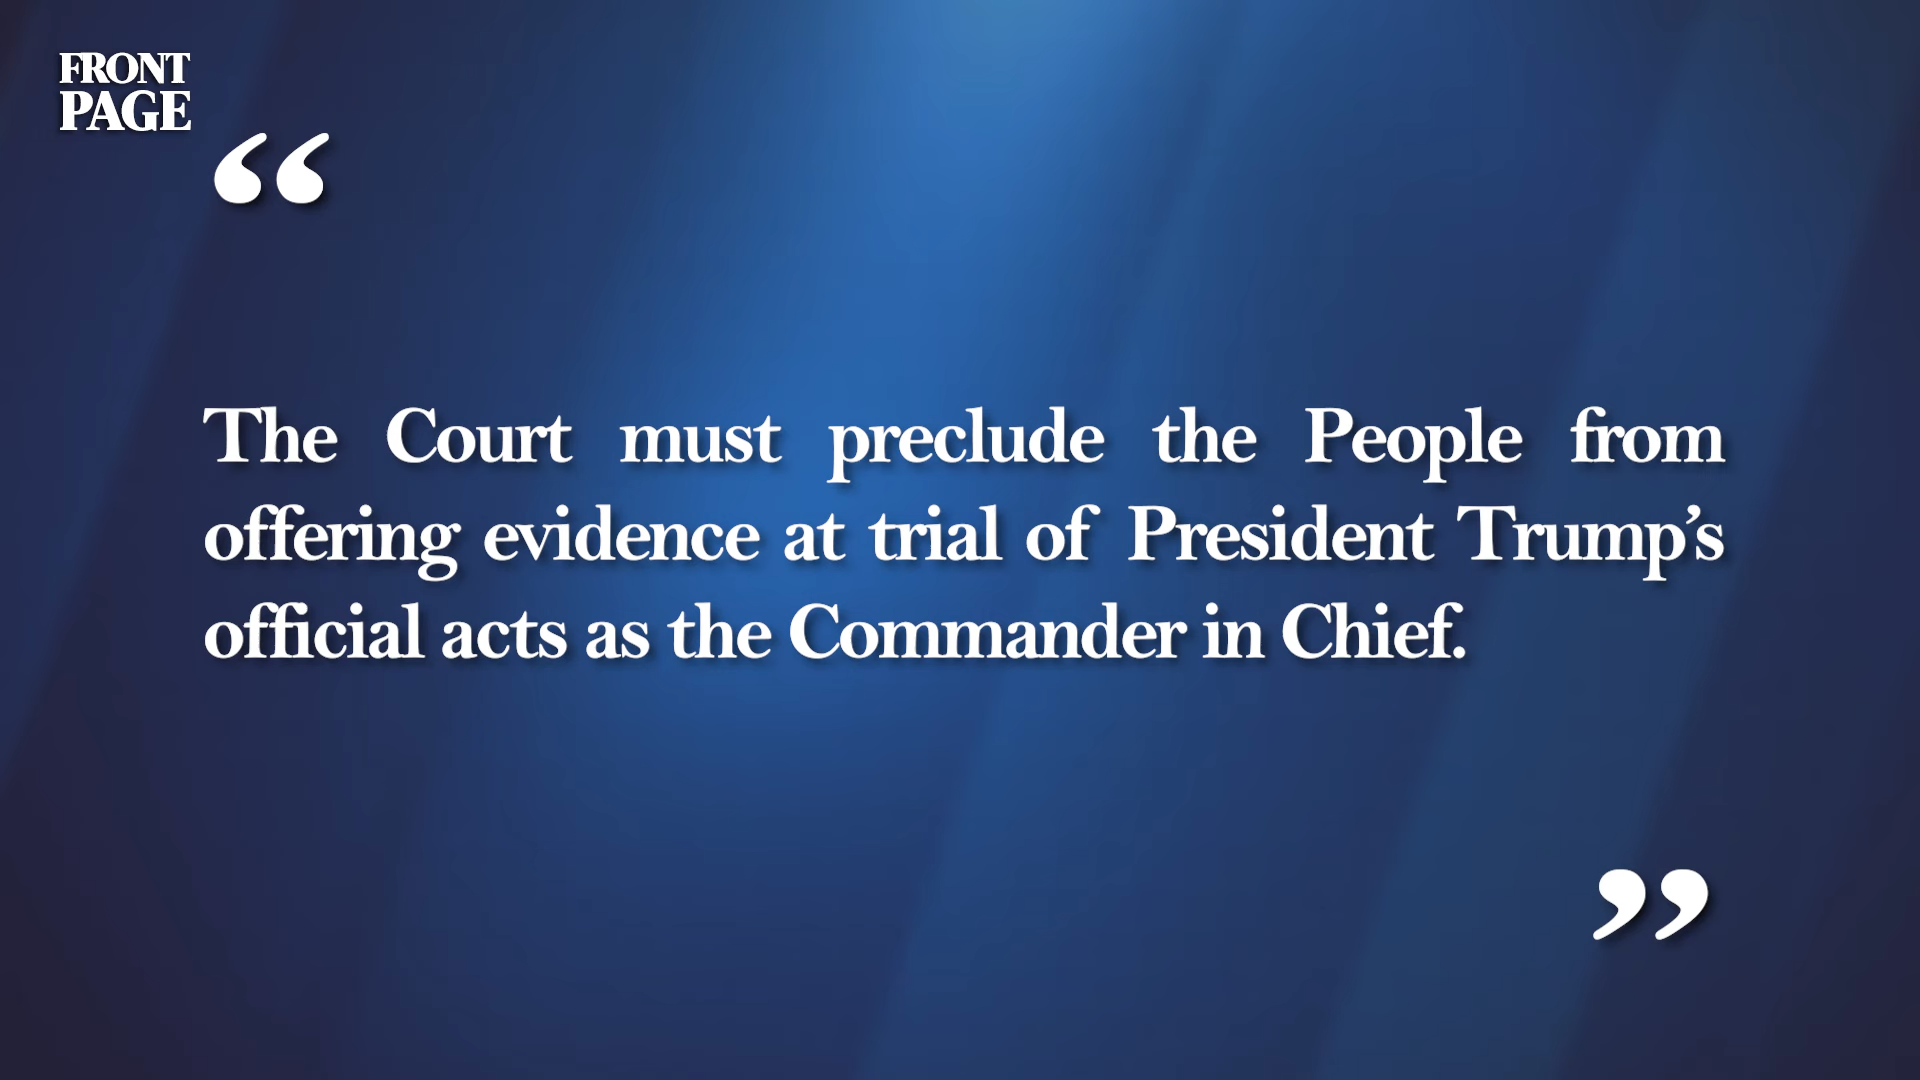 FRONT
PAGE
“
The Court must preclude the People from
offering evidence at trial of President Trump’s
official acts as the Commander in Chief.
”